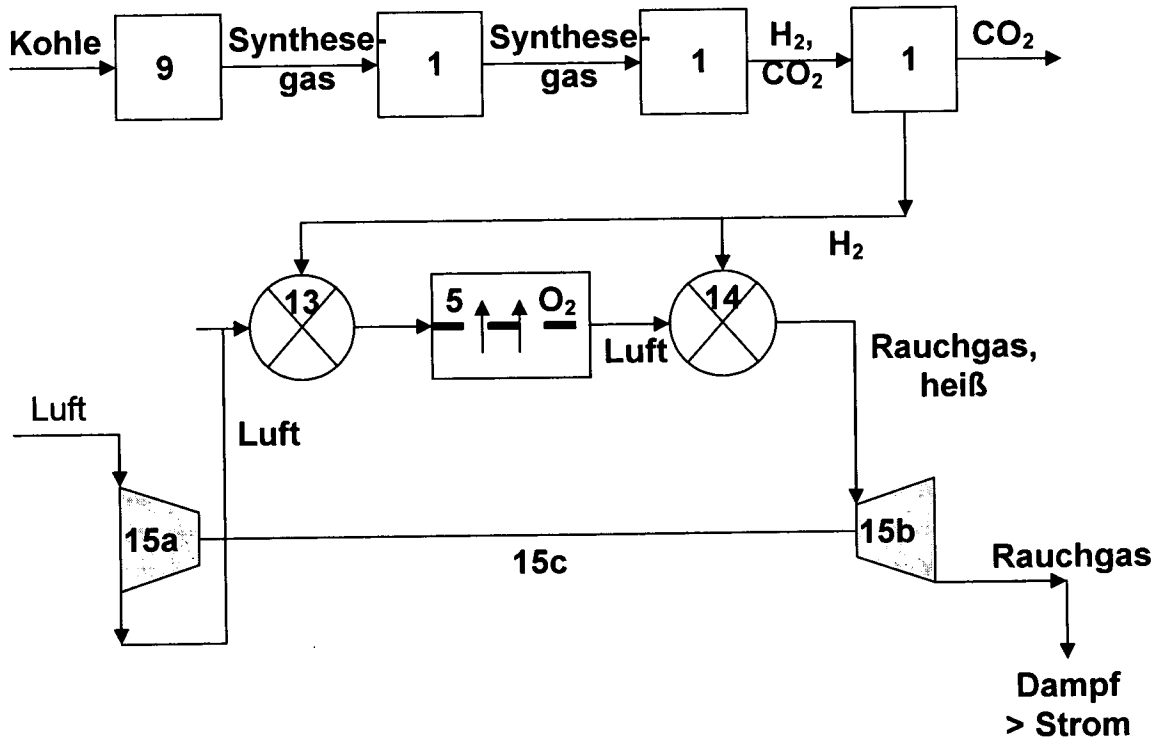 Kohle
9
Synthese-
gas
1
Synthese-
gas
1
H₂,
CO₂
1
CO₂
H₂
13
5
O₂
Luft
14
Rauchgas,
heiß
Luft
Luft
15a
15c
15b
Rauchgas
Dampf
> Strom